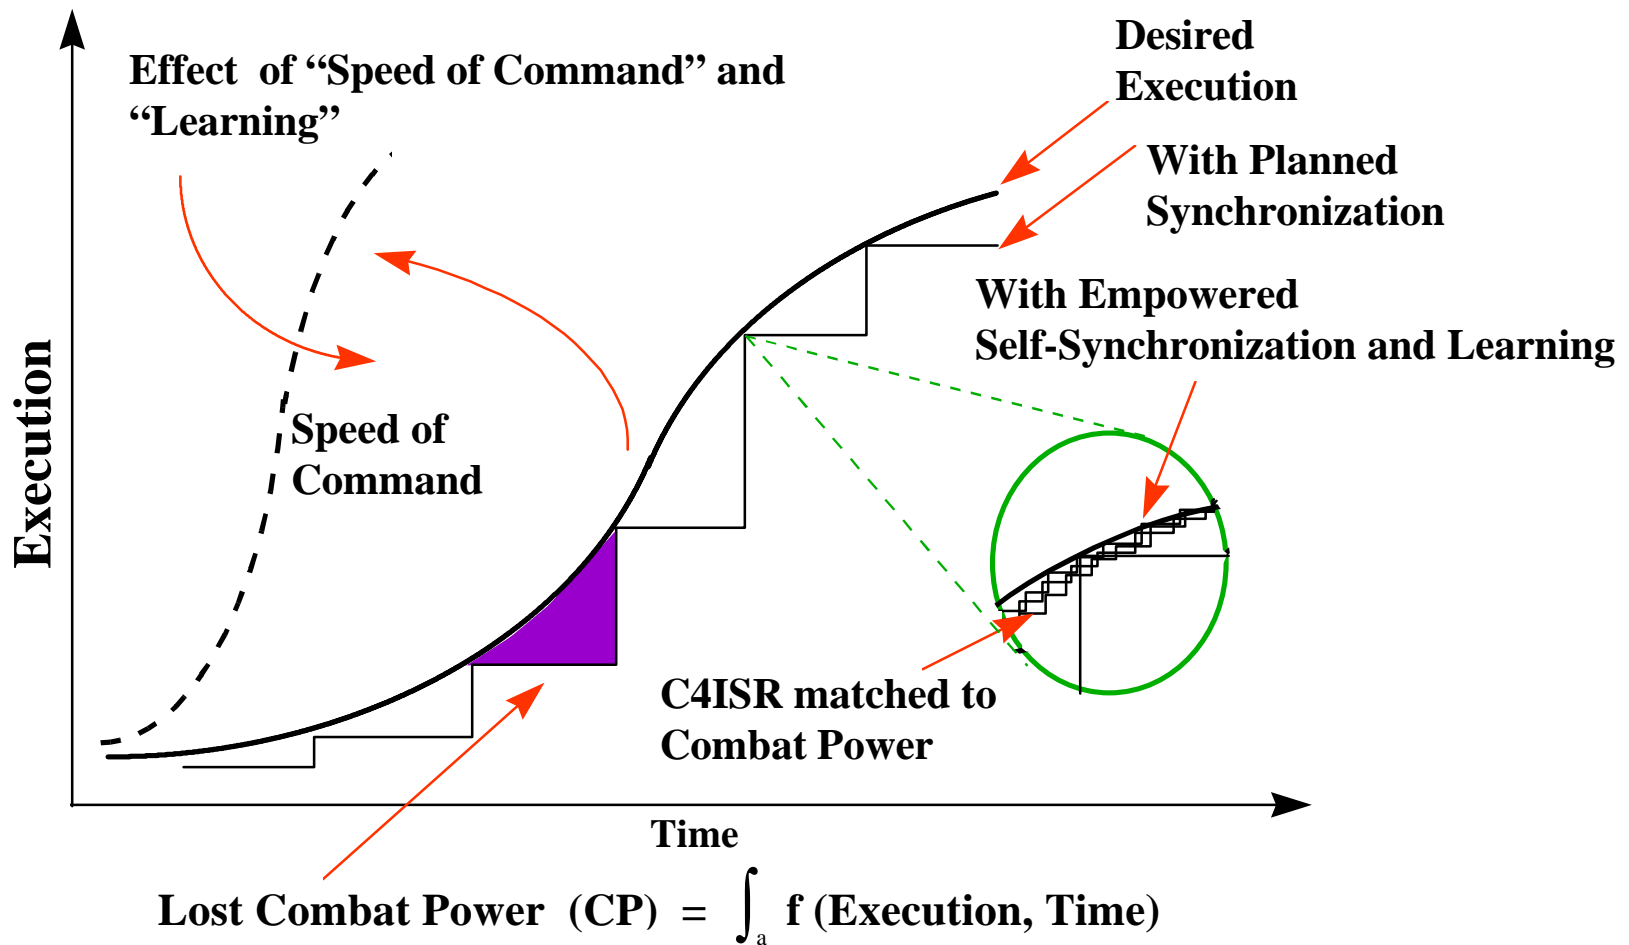 Effect of “Speed of Command” and
“Learning”
Desired
Execution
With Planned
Synchronization
With Empowered
Self-Synchronization and Learning
Execution
Speed of
Command
C4ISR matched to
Combat Power
Time
Lost Combat Power (CP) = ∫a f (Execution, Time)